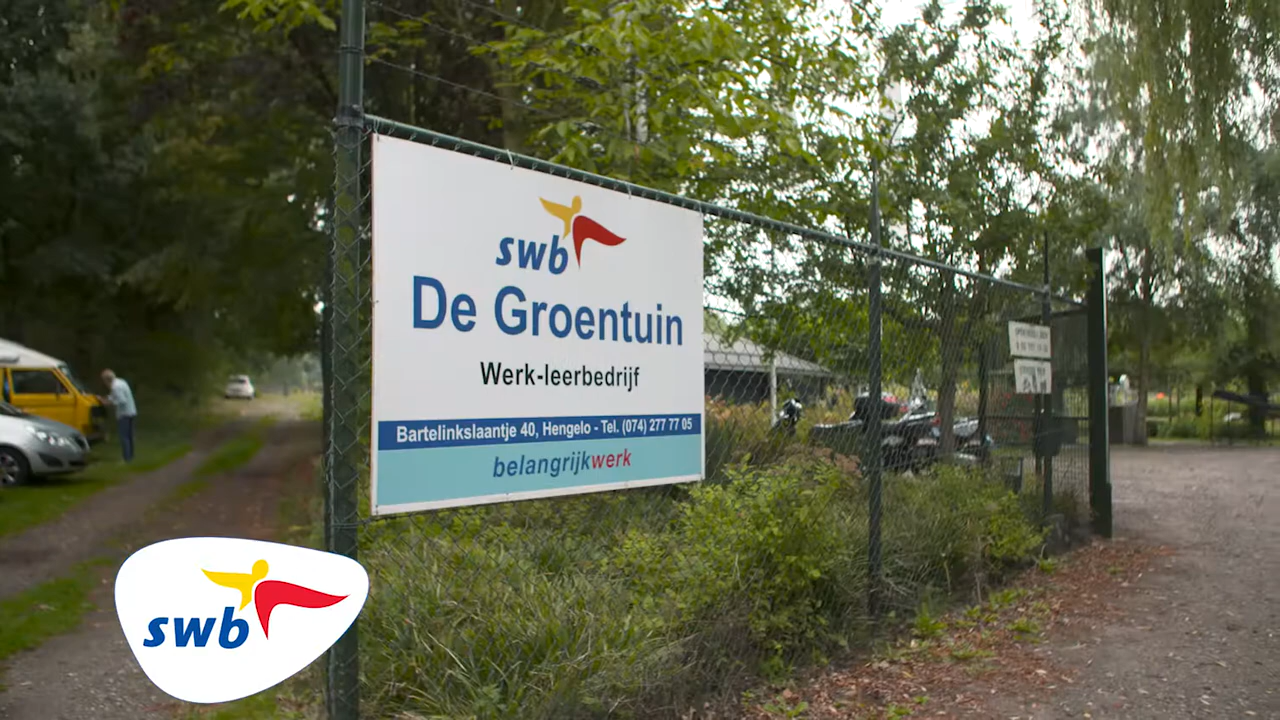 swb
De Groentuin
Werk-leerbedrijf
Bartelinkslaantje 40, Hengelo - Tel. (074) 277 77 05
belangrijkwerk
swb